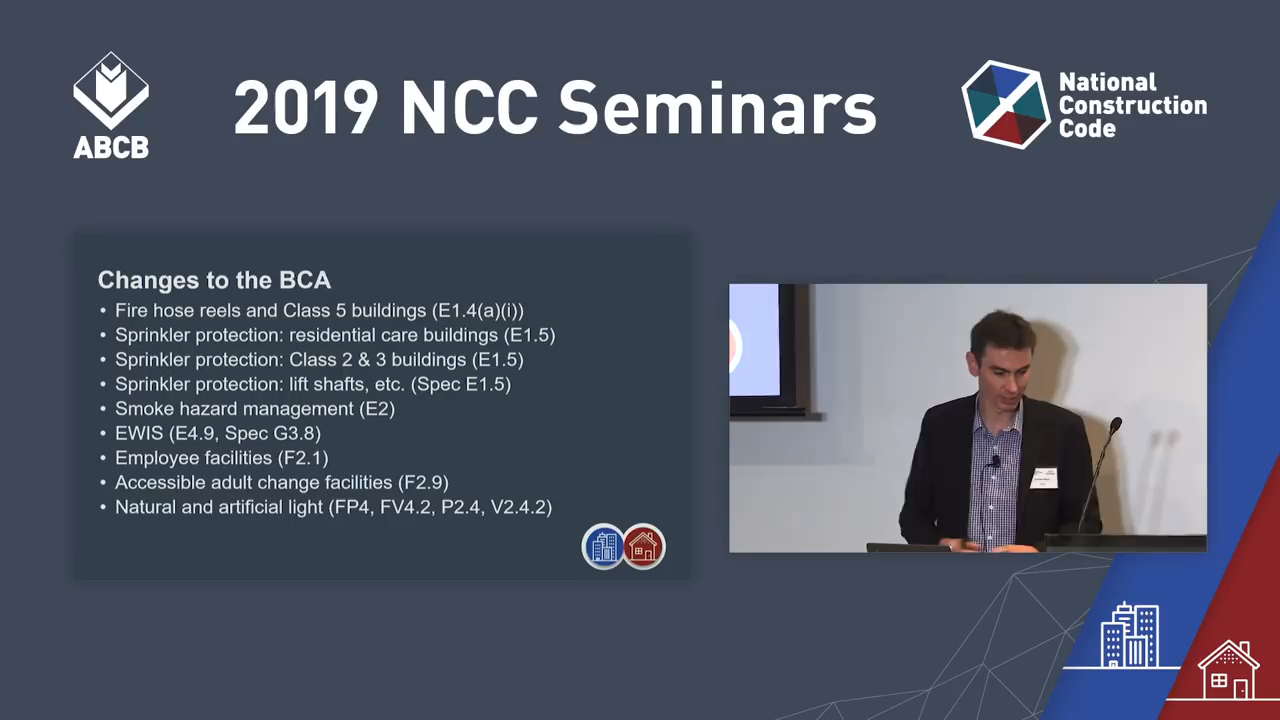 ABCB
2019 NCC Seminars
National
Construction
Code
Changes to the BCA
• Fire hose reels and Class 5 buildings (E1.4(a)(i))
• Sprinkler protection: residential care buildings (E1.5)
• Sprinkler protection: Class 2 & 3 buildings (E1.5)
• Sprinkler protection: lift shafts, etc. (Spec E1.5)
• Smoke hazard management (E2)
• EWIS (E4.9, Spec G3.8)
• Employee facilities (F2.1)
• Accessible adult change facilities (F2.9)
• Natural and artificial light (FP4, FV4.2, P2.4, V2.4.2)